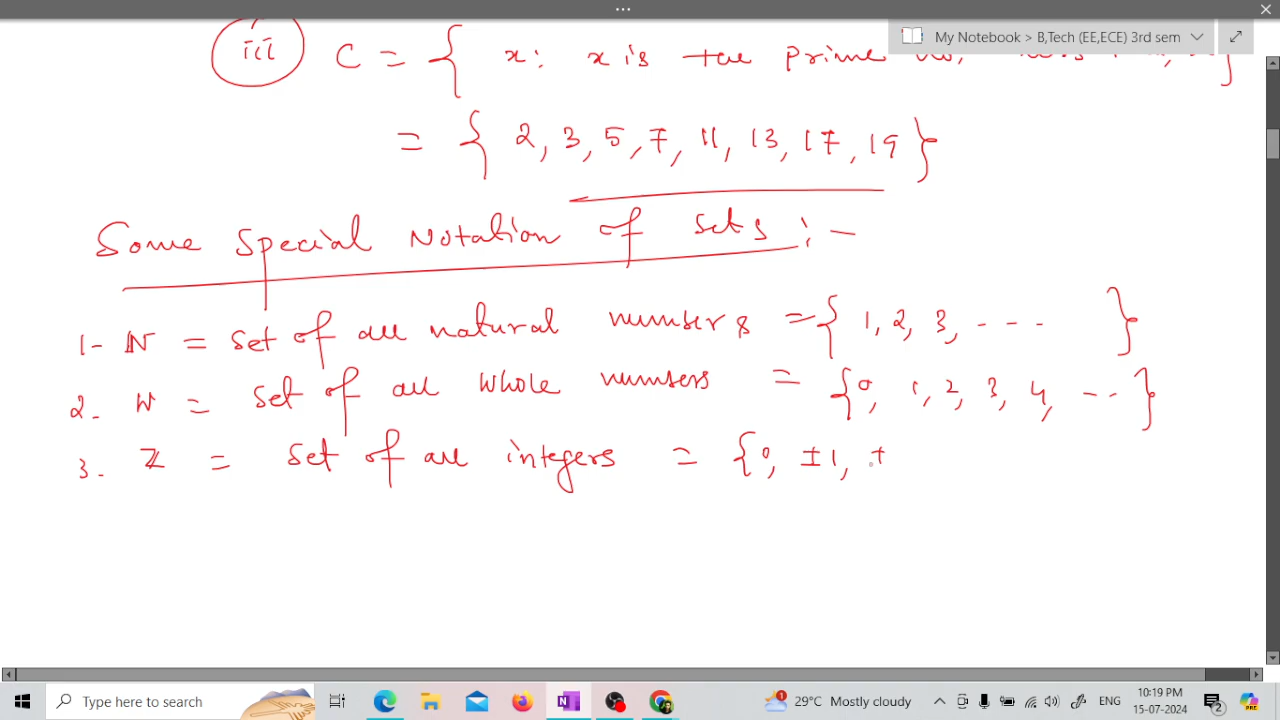 ...
My Notebook > B,Tech (EE,ECE) 3rd sem
iii C = { x: x is the prime }
= { 2, 3, 5, 7, 11, 13, 17, 19 }
Some special Notation of sets :-
1- N = set of all natural numbers = { 1, 2, 3, - - - }
2. W = set of all whole numbers = { 0, 1, 2, 3, 4, - - }
3. Z = set of all integers = { 0, ±1, +
Type here to search
1
29°C Mostly cloudy
ENG
10:19 PM
15-07-2024
2
PRE